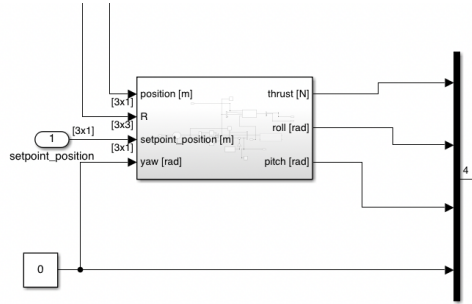 position [m]
thrust [N]
[3x1]
R
[3x3]
roll [rad]
1
[3x1]
setpoint_position
setpoint_position [m]
[3x1]
yaw [rad]
pitch [rad]
4
0